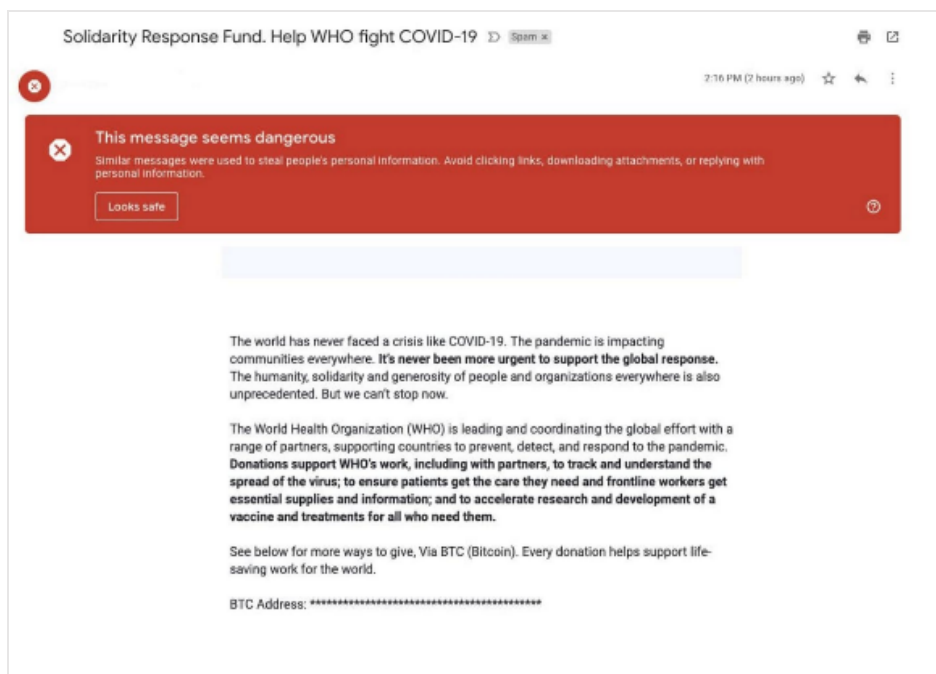 Solidarity Response Fund. Help WHO fight COVID-19 Spam ×
2:16 PM (2 hours ago)
This message seems dangerous
Similar messages were used to steal people's personal information. Avoid clicking links, downloading attachments, or replying with
personal information.
Looks safe
The world has never faced a crisis like COVID-19. The pandemic is impacting
communities everywhere. It's never been more urgent to support the global response.
The humanity, solidarity and generosity of people and organizations everywhere is also
unprecedented. But we can't stop now.
The World Health Organization (WHO) is leading and coordinating the global effort with a
range of partners, supporting countries to prevent, detect, and respond to the pandemic.
Donations support WHO's work, including with partners, to track and understand the
spread of the virus; to ensure patients get the care they need and frontline workers get
essential supplies and information; and to accelerate research and development of a
vaccine and treatments for all who need them.
See below for more ways to give, Via BTC (Bitcoin). Every donation helps support life-
saving work for the world.
BTC Address: ******************************************